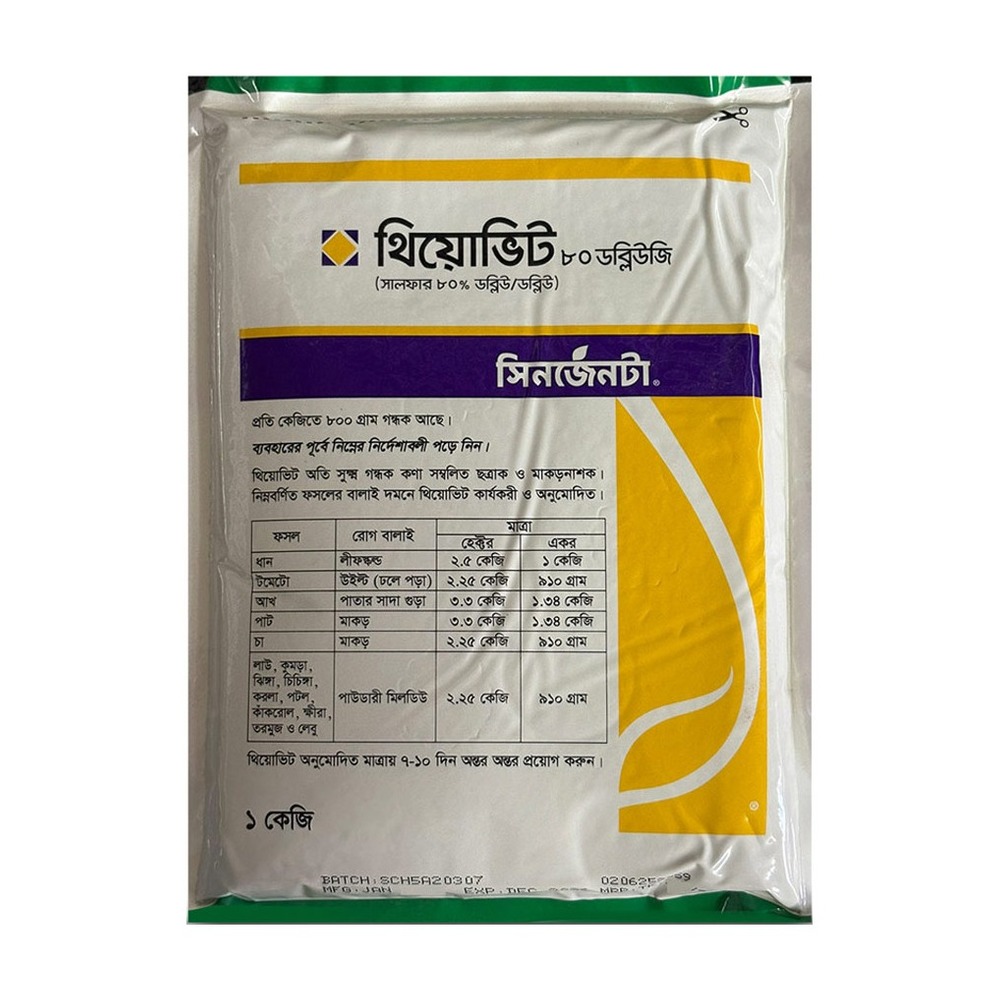 থিয়োভিট ৮০ ডব্লিউজি
(সালফার ৮০% ডব্লিউ/ডব্লিউ)
সিনজেনটা®
প্রতি কেজিতে ৮০০ গ্রাম গন্ধক আছে।
ব্যবহারের পূর্বে নিম্নের নির্দেশাবলী পড়ে নিন।
থিয়োভিট অতি সুক্ষ্ম গন্ধক কণা সম্বলিত ছত্রাক ও মাকড়নাশক।
নিম্নবর্ণিত ফসলের বালাই দমনে থিয়োভিট কার্যকরী ও অনুমোদিত।
ফসল রোগ বালাই মাত্রা
হেক্টর একর
ধান লীফস্কল্ড ২.৫ কেজি ১ কেজি
টমেটো উইল্ট (ঢলে পড়া) ২.২৫ কেজি ৯১০ গ্রাম
আখ পাতার সাদা গুড়া ৩.৩ কেজি ১.৩৪ কেজি
পাট মাকড় ৩.৩ কেজি ১.৩৪ কেজি
চা মাকড় ২.২৫ কেজি ৯১০ গ্রাম
লাউ, কুমড়া,
ঝিঙ্গা, চিচিঙ্গা,
করলা, পটল, পাউডারী মিলডিউ ২.২৫ কেজি ৯১০ গ্রাম
কাঁকরোল, ক্ষীরা,
তরমুজ ও লেবু
থিয়োভিট অনুমোদিত মাত্রায় ৭-১০ দিন অন্তর অন্তর প্রয়োগ করুন।
®
১ কেজি
BATCH: SCH5A20307
MFG: JAN EXP: DEC